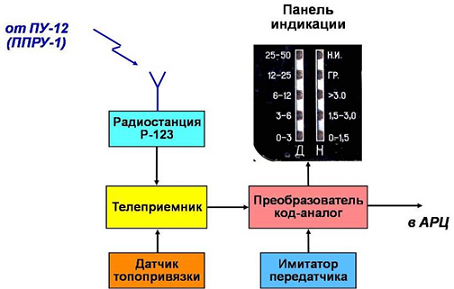 от ПУ-12
(ППРУ-1)
Панель
индикации
25-50 Н.И.
12-25 ГР.
6-12 >3.0
3-6 1,5-3,0
0-3 0-1,5
Д Н
Радиостанция
Р-123
Телеприемник
Преобразователь
код-аналог
в АРЦ
Датчик
топопривязки
Имитатор
передатчика